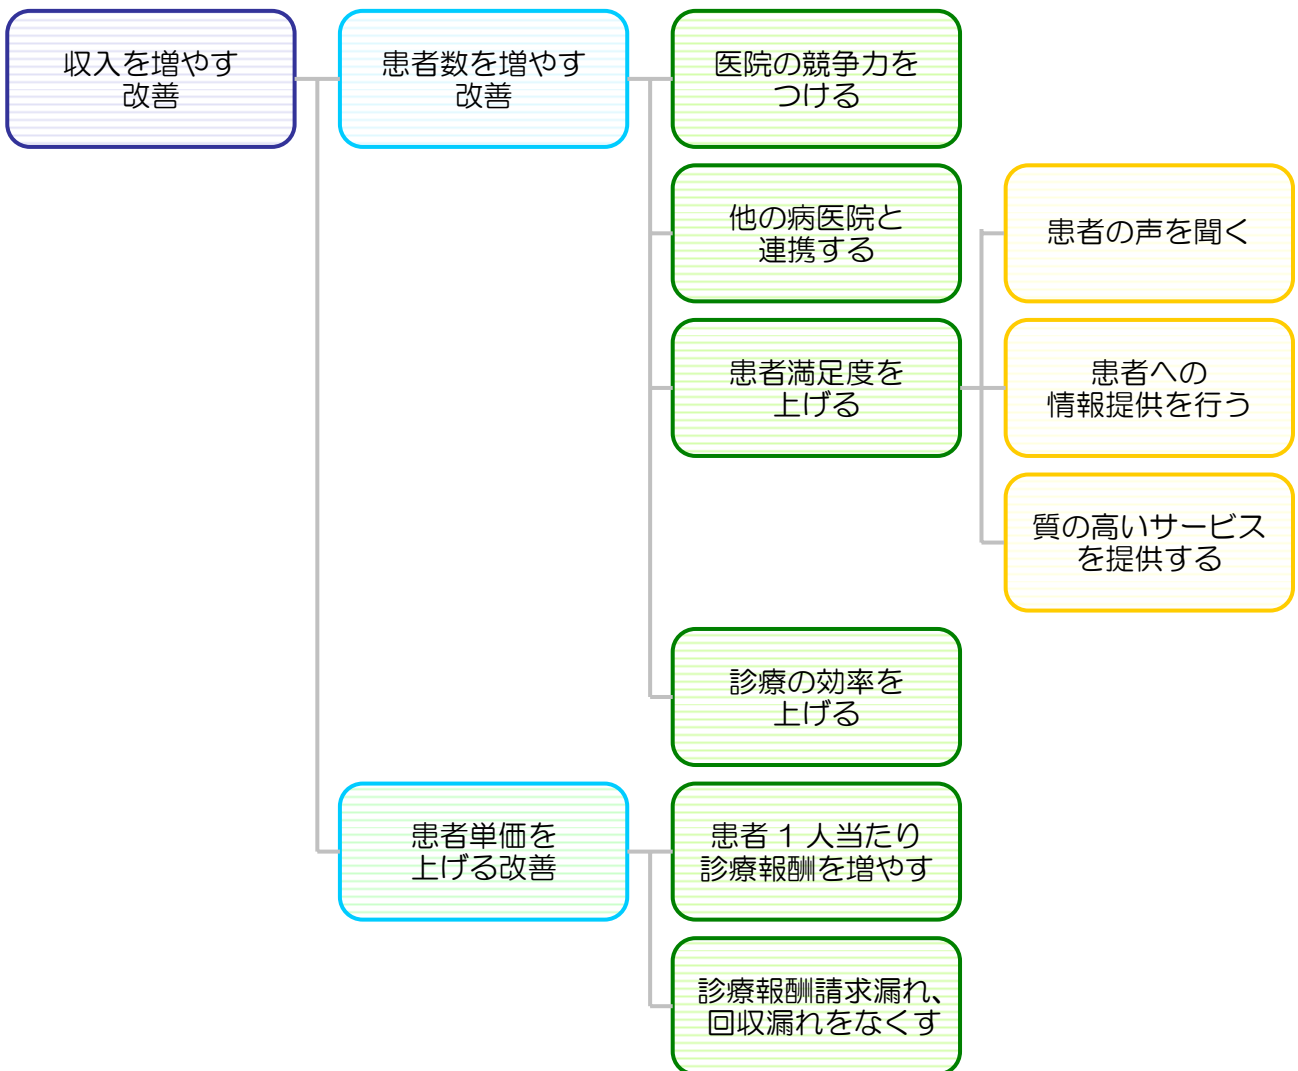 収入を増やす
改善
患者数を増やす
改善
医院の競争力を
つける
他の病医院と
連携する
患者の声を聞く
患者満足度を
上げる
患者への
情報提供を行う
質の高いサービス
を提供する
診療の効率を
上げる
患者単価を
上げる改善
患者1人当たり
診療報酬を増やす
診療報酬請求漏れ、
回収漏れをなくす